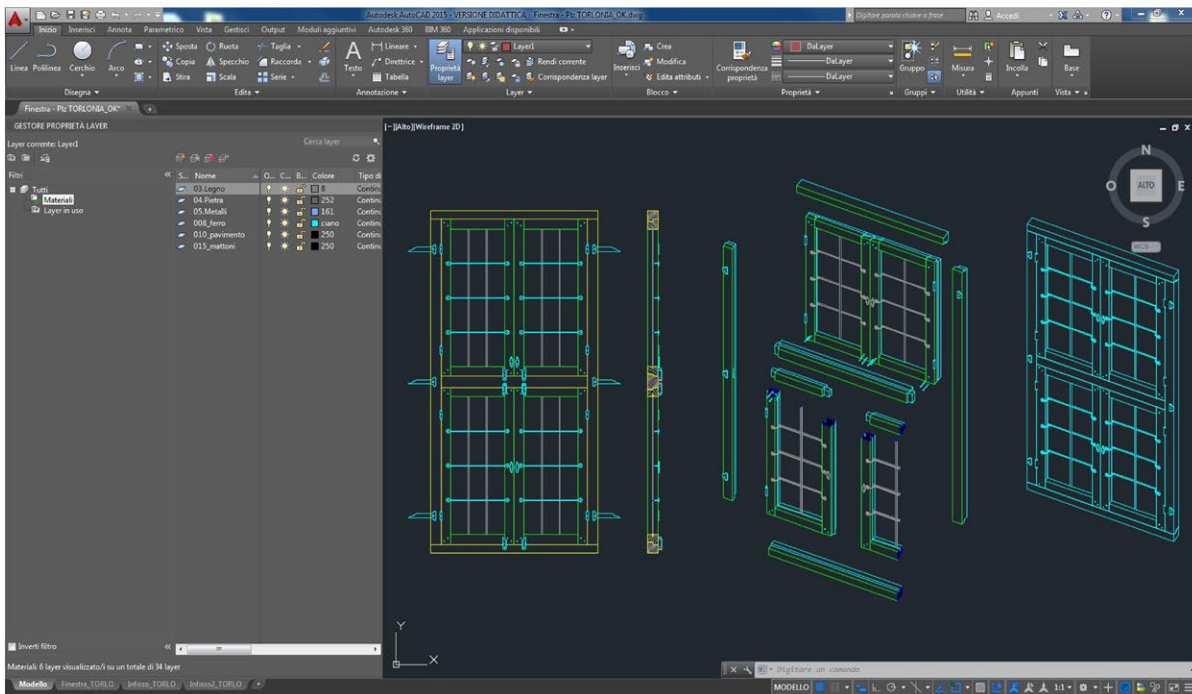 Autodesk AutoCAD 2015 - VERSIONE DIDATTICA Finestra - Plz TORLONIA_OK.dwg
Digitare parola chiave o frase
Accedi
Inizio Inserisci Annota Parametrico Vista Gestisci Output Moduli aggiuntivi Autodesk 360 BIM 360 Applicazioni disponibili
Linea Polilinea Cerchio Arco
Sposta Ruota Taglia
Copia Specchio Raccorda
Stira Scala Serie
Testo
Lineare
Direttrice
Tabella
Proprietà layer
Layer1
Rendi corrente
Corrispondenza layer
Inserisci
Crea
Modifica
Edita attributi
Corrispondenza proprietà
DaLayer
DaLayer
DaLayer
Gruppo
Misura
Incolla
Base
Disegna Edita Annotazione Layer Blocco Proprietà Gruppi Utilità Appunti Vista
Finestra - Plz TORLONIA_OK*
GESTORE PROPRIETÀ LAYER
Layer corrente: Layer1
Cerca layer
Filtri
Tutti
Materiali
Layer in uso
S... Nome O... C... B... Colore Tipo di
03.Legno 8 Contin
04.Pietra 252 Contin
05.Metalli 161 Contin
008_ferro ciano Contin
010_pavimento 250 Contin
015_mattoni 250 Contin
Inverti filtro
Materiali: 6 layer visualizzato/i su un totale di 34 layer
[-][Alto][Wireframe 2D]
N
O ALTO E
S
WCS
Y
X
Digitare un comando
Modello Finestra_TORLO Infisso_TORLO Infisso2_TORLO
MODELLO
1:1